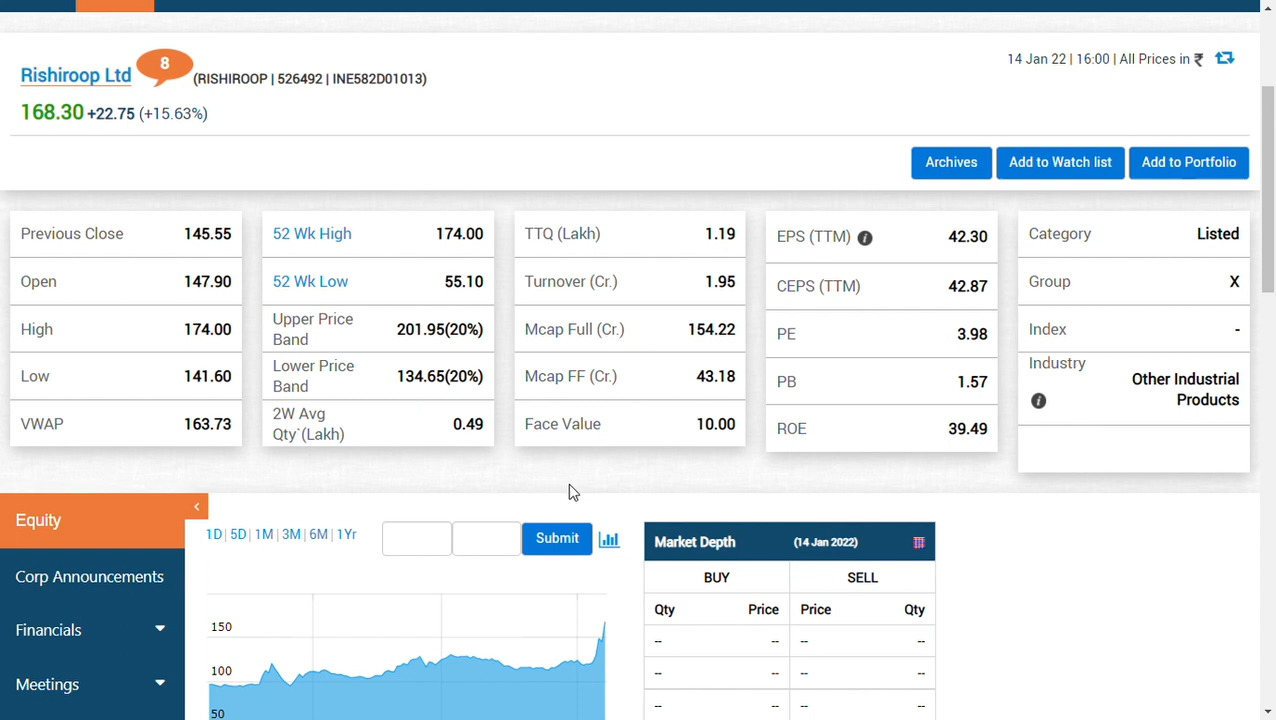 Rishiroop Ltd
8
(RISHIROOP | 526492 | INE582D01013)
14 Jan 22 | 16:00 | All Prices in ₹
168.30 +22.75 (+15.63%)
Archives
Add to Watch list
Add to Portfolio
Previous Close 145.55
Open 147.90
High 174.00
Low 141.60
VWAP 163.73
52 Wk High 174.00
52 Wk Low 55.10
Upper Price
Band 201.95(20%)
Lower Price
Band 134.65(20%)
2W Avg
Qty`(Lakh) 0.49
TTQ (Lakh) 1.19
Turnover (Cr.) 1.95
Mcap Full (Cr.) 154.22
Mcap FF (Cr.) 43.18
Face Value 10.00
EPS (TTM) i 42.30
CEPS (TTM) 42.87
PE 3.98
PB 1.57
ROE 39.49
Category Listed
Group X
Index -
Industry
i
Other Industrial
Products
Equity
<
Corp Announcements
Financials
Meetings
1D| 5D| 1M| 3M| 6M| 1Yr
Submit
150
100
50
Market Depth (14 Jan 2022)
BUY SELL
Qty Price Price Qty
-- -- -- --
-- -- -- --
-- -- -- --